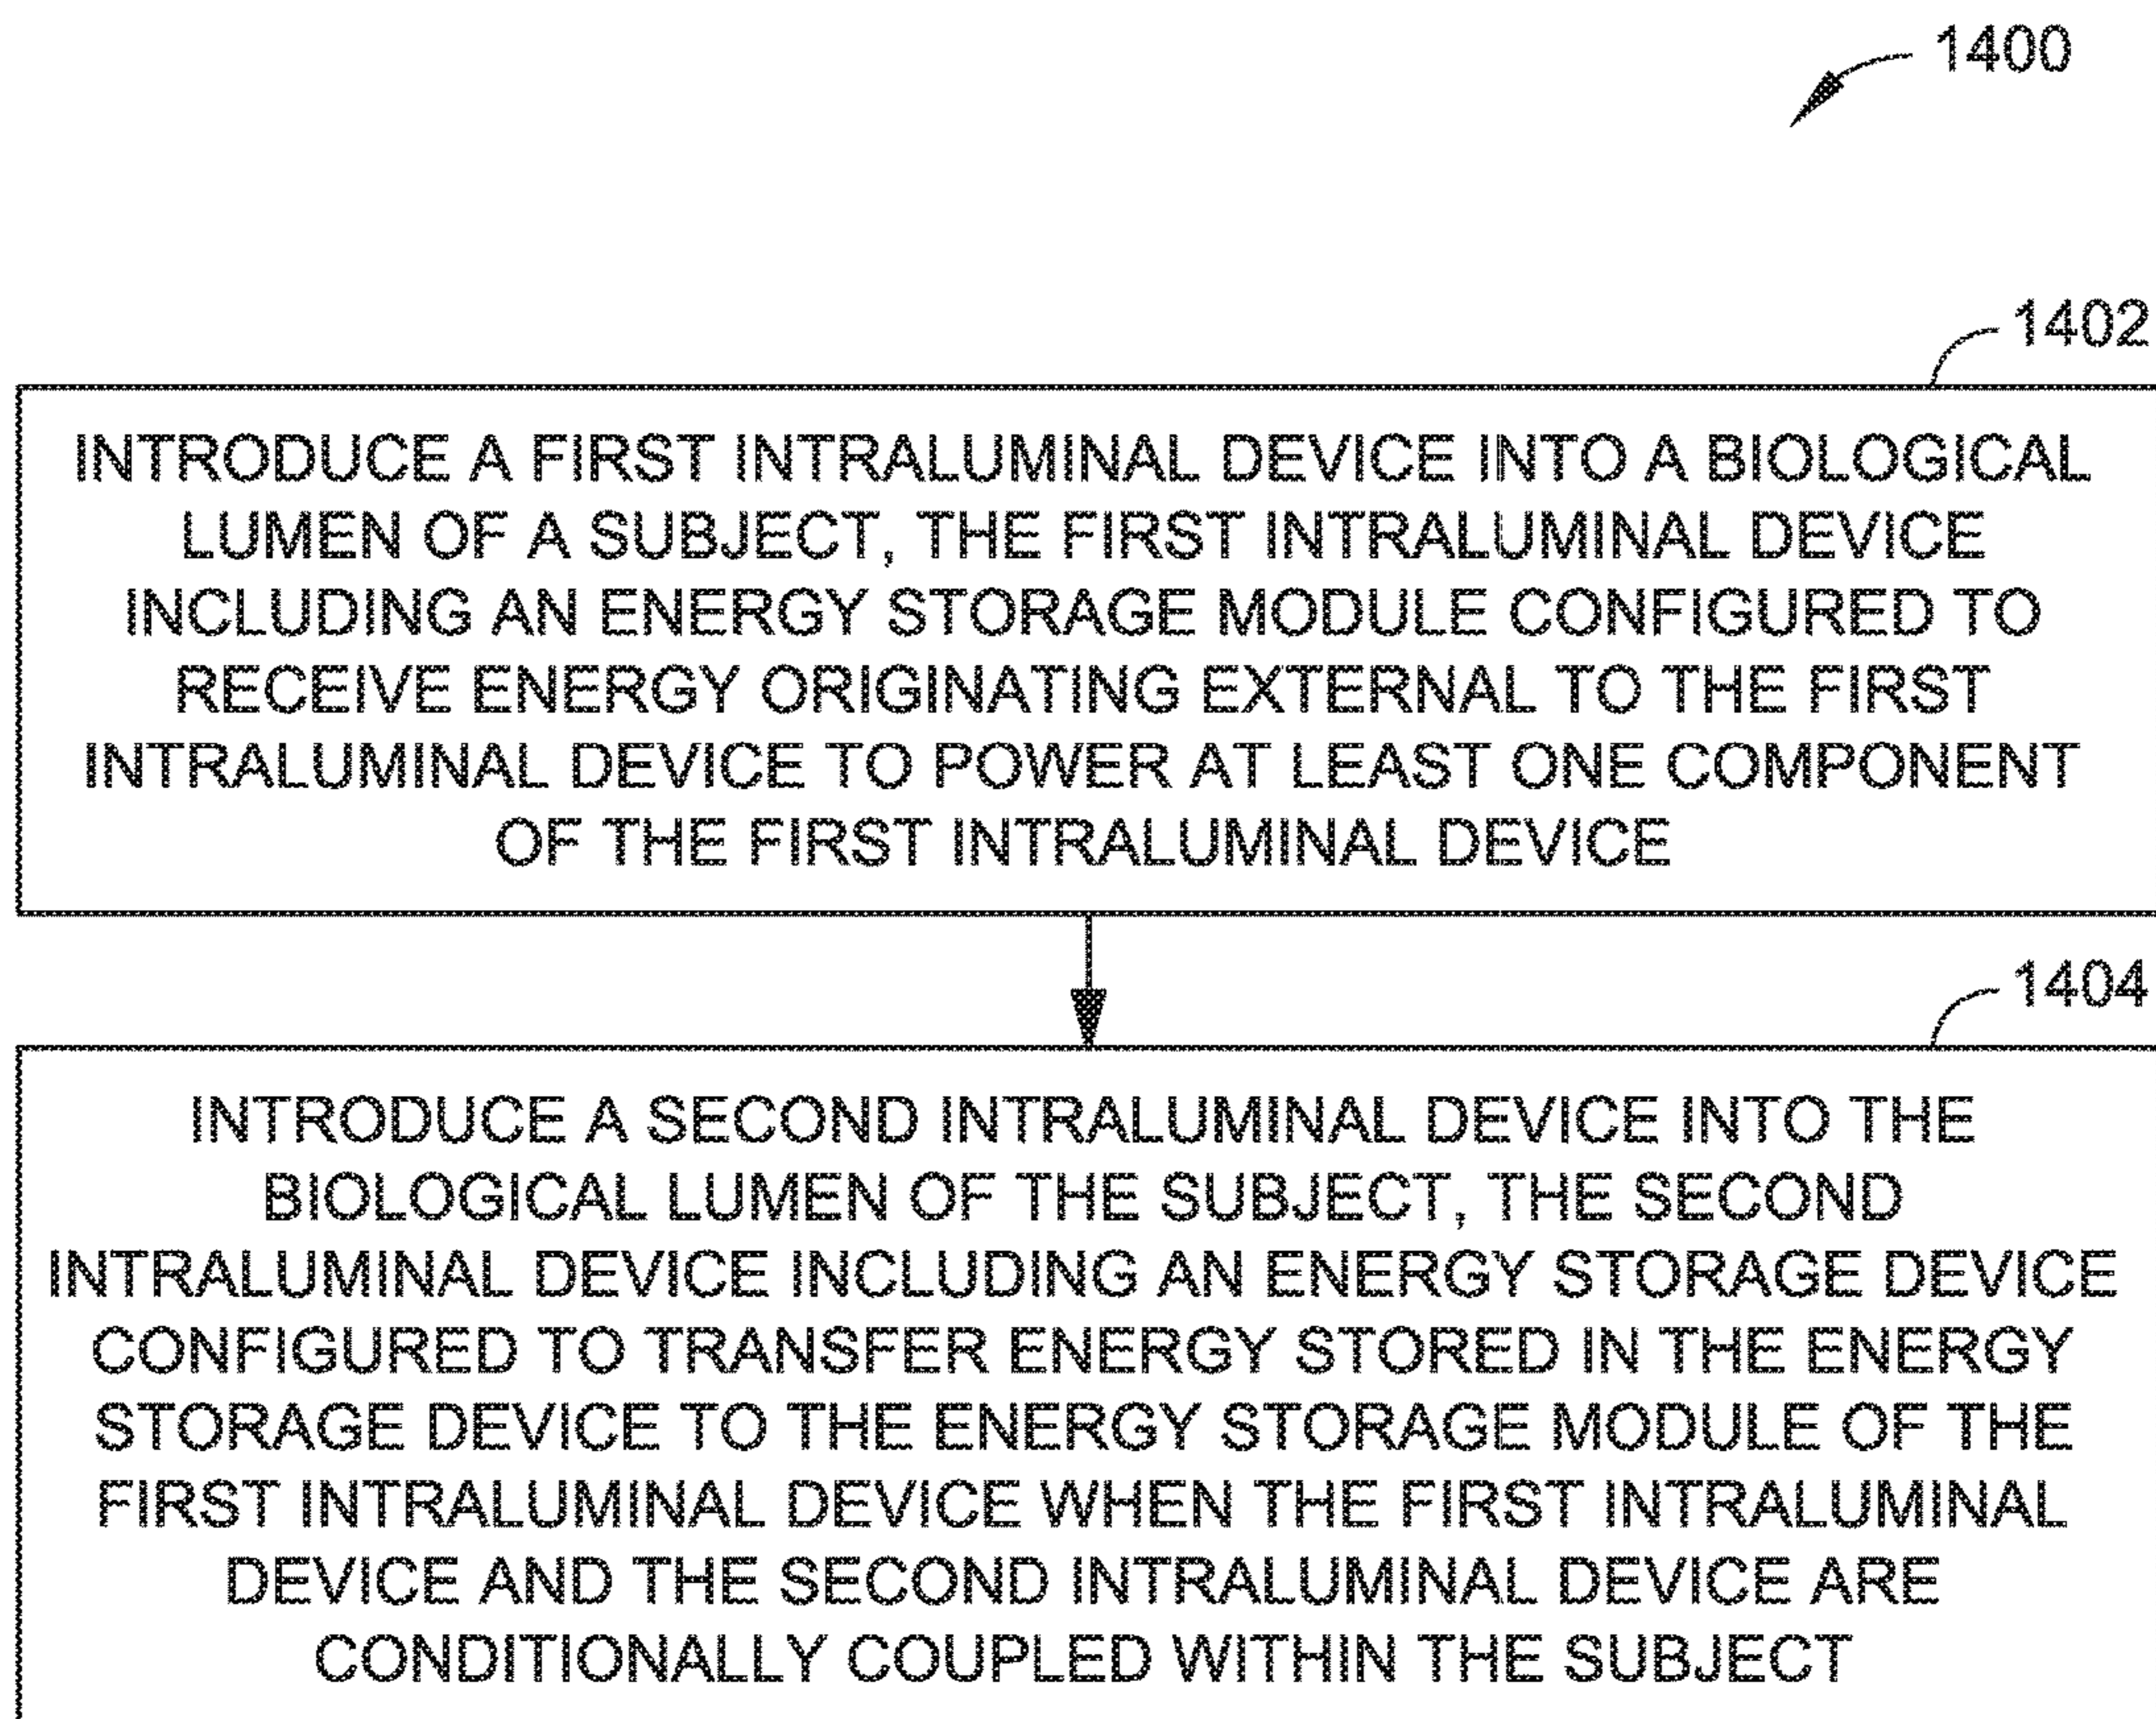 1400
1402
INTRODUCE A FIRST INTRALUMINAL DEVICE INTO A BIOLOGICAL
LUMEN OF A SUBJECT, THE FIRST INTRALUMINAL DEVICE
INCLUDING AN ENERGY STORAGE MODULE CONFIGURED TO
RECEIVE ENERGY ORIGINATING EXTERNAL TO THE FIRST
INTRALUMINAL DEVICE TO POWER AT LEAST ONE COMPONENT
OF THE FIRST INTRALUMINAL DEVICE
1404
INTRODUCE A SECOND INTRALUMINAL DEVICE INTO THE
BIOLOGICAL LUMEN OF THE SUBJECT, THE SECOND
INTRALUMINAL DEVICE INCLUDING AN ENERGY STORAGE DEVICE
CONFIGURED TO TRANSFER ENERGY STORED IN THE ENERGY
STORAGE DEVICE TO THE ENERGY STORAGE MODULE OF THE
FIRST INTRALUMINAL DEVICE WHEN THE FIRST INTRALUMINAL
DEVICE AND THE SECOND INTRALUMINAL DEVICE ARE
CONDITIONALLY COUPLED WITHIN THE SUBJECT